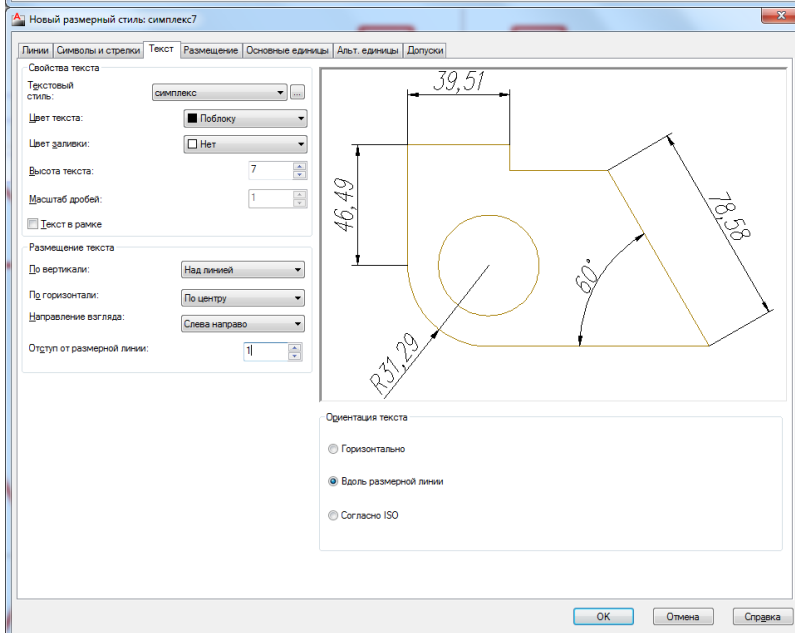 Новый размерный стиль: симплекс7
Линии Символы и стрелки Текст Размещение Основные единицы Альт. единицы Допуски
Свойства текста
Текстовый
стиль:
симплекс
...
Цвет текста:
Поблоку
Цвет заливки:
Нет
Высота текста:
7
Масштаб дробей:
1
Текст в рамке
Размещение текста
По вертикали:
Над линией
По горизонтали:
По центру
Направление взгляда:
Слева направо
Отступ от размерной линии:
1
39,51
46,49
78,58
60°
R31,29
Ориентация текста
Горизонтально
Вдоль размерной линии
Согласно ISO
OK Отмена Справка